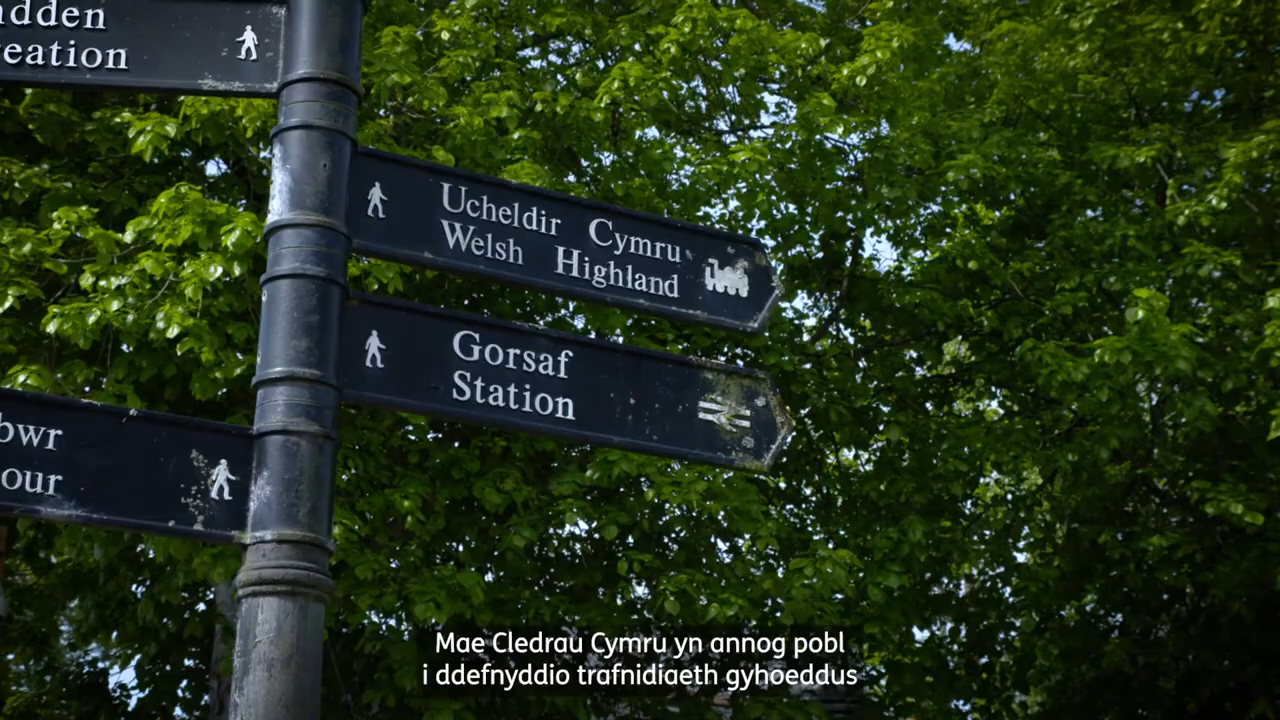 Ucheldir Cymru
Welsh Highland
Gorsaf
Station
Mae Cledrau Cymru yn annog pobl
i ddefnyddio trafnidiaeth gyhoeddus